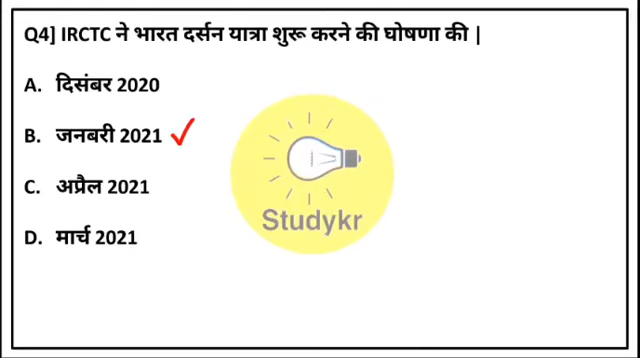 Q4] IRCTC ने भारत दर्सन यात्रा शुरू करने की घोषणा की |
A. दिसंबर 2020
B. जनबरी 2021
C. अप्रैल 2021
D. मार्च 2021
Studykr